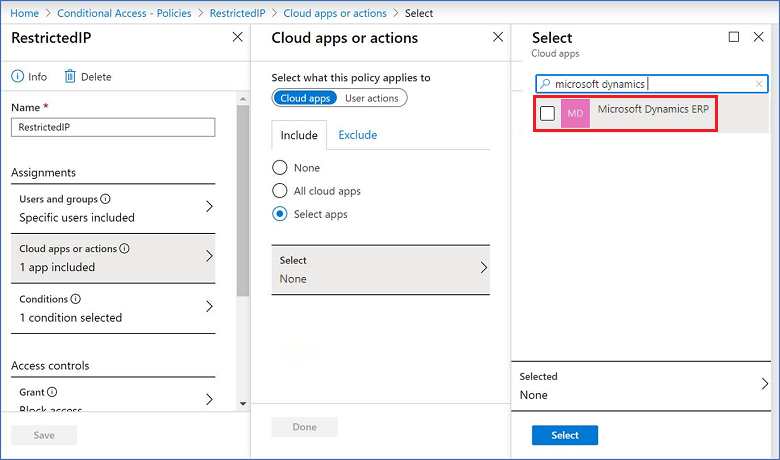 Home > Conditional Access - Policies > RestrictedIP > Cloud apps or actions > Select
RestrictedIP
Info
Delete
Name *
RestrictedIP
Assignments
Users and groups
Specific users included
Cloud apps or actions
1 app included
Conditions
1 condition selected
Access controls
Grant
Block access
Save
Cloud apps or actions
Select what this policy applies to
Cloud apps
User actions
Include
Exclude
None
All cloud apps
Select apps
Select
None
Done
Select
Cloud apps
microsoft dynamics
MD
Microsoft Dynamics ERP
Selected
None
Select